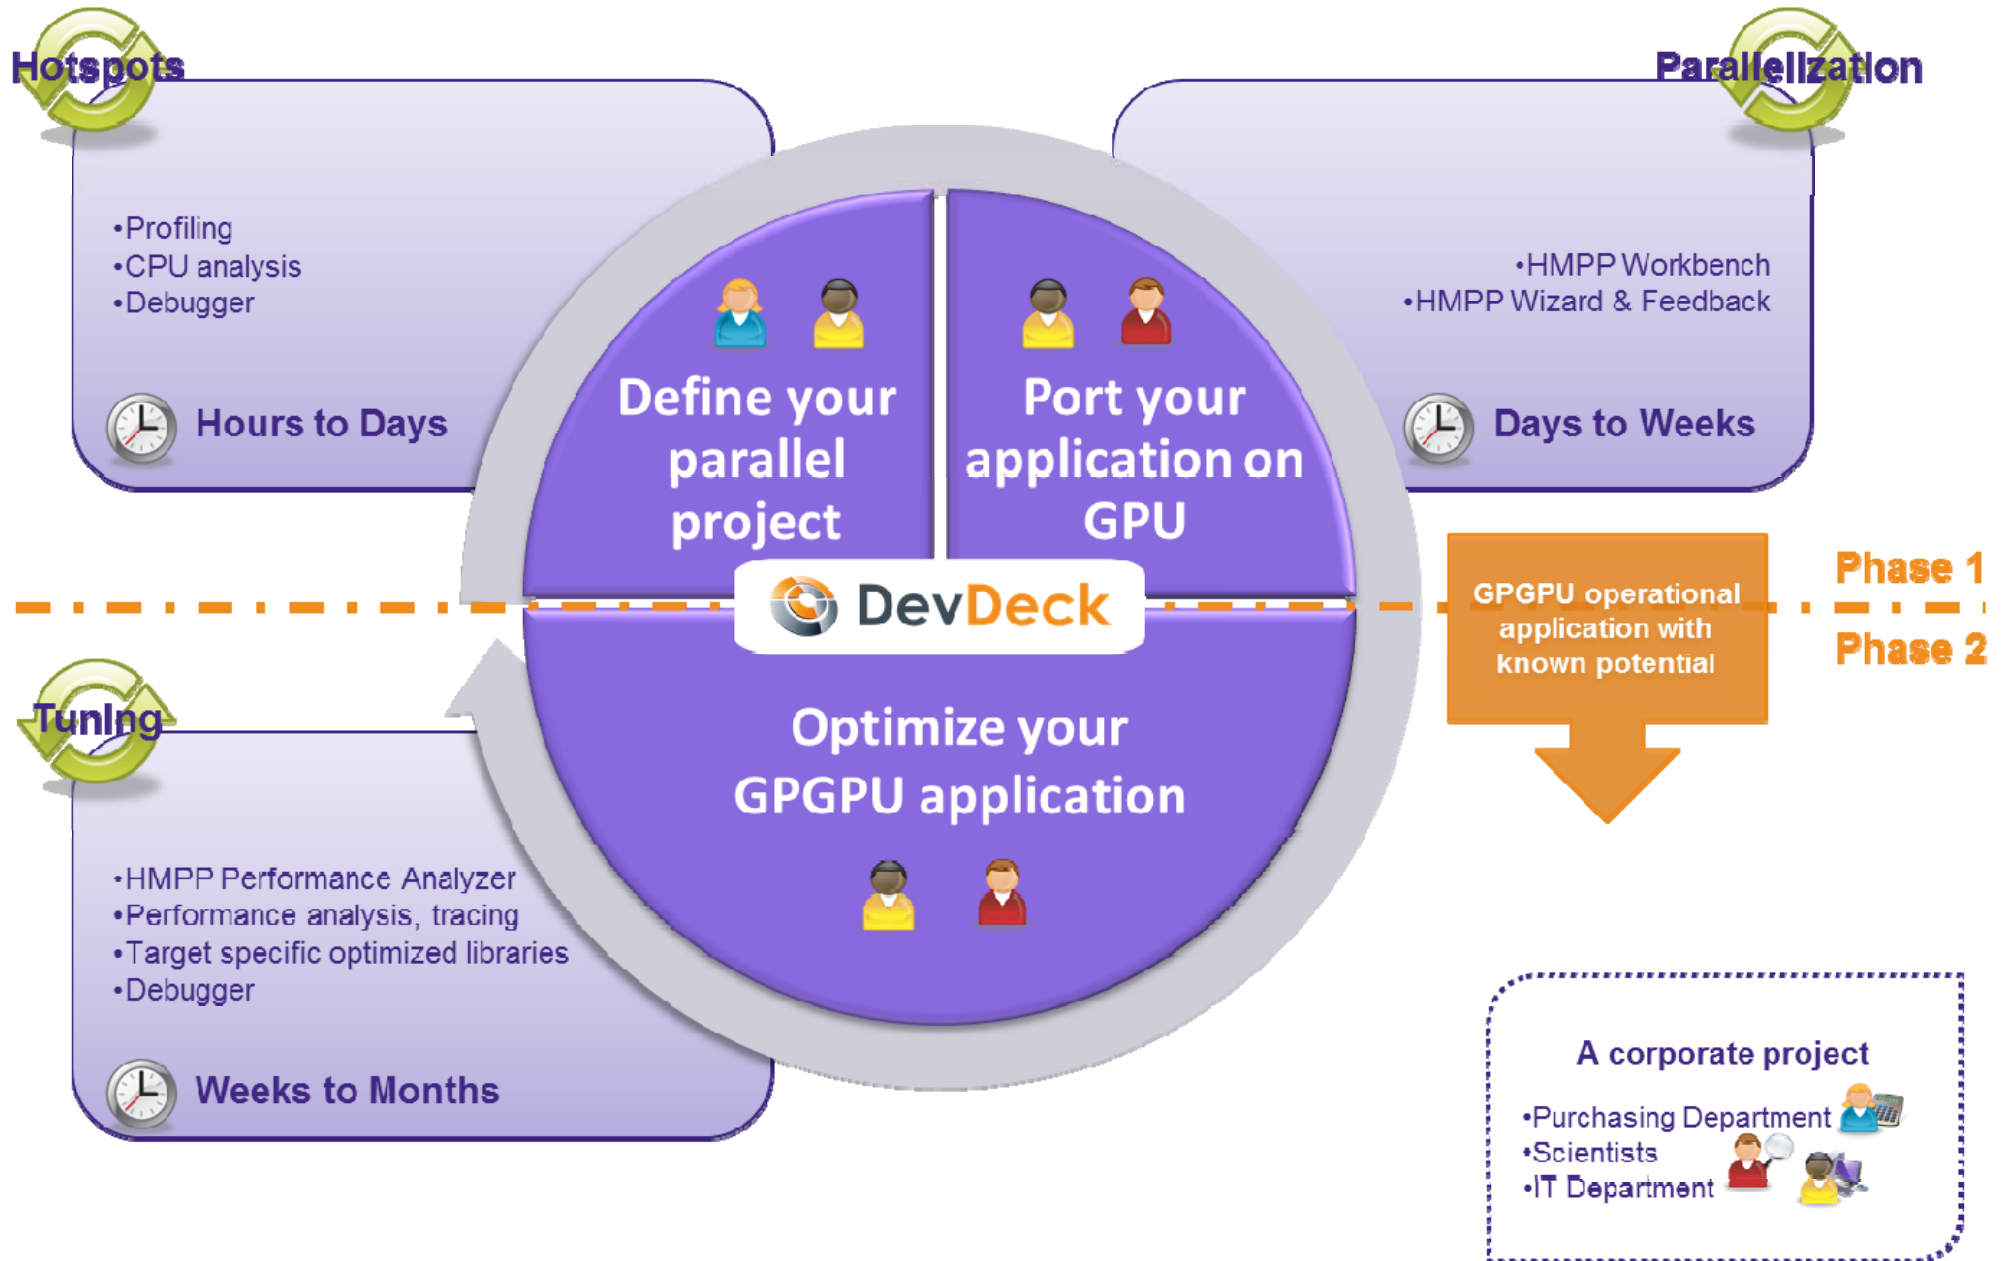 Hotspots
•Profiling
•CPU analysis
•Debugger
Hours to Days
Parallelization
•HMPP Workbench
•HMPP Wizard & Feedback
Days to Weeks
Define your
parallel
project
Port your
application on
GPU
DevDeck
Optimize your
GPGPU application
GPGPU operational
application with
known potential
Phase 1
Phase 2
Tuning
•HMPP Performance Analyzer
•Performance analysis, tracing
•Target specific optimized libraries
•Debugger
Weeks to Months
A corporate project
•Purchasing Department
•Scientists
•IT Department